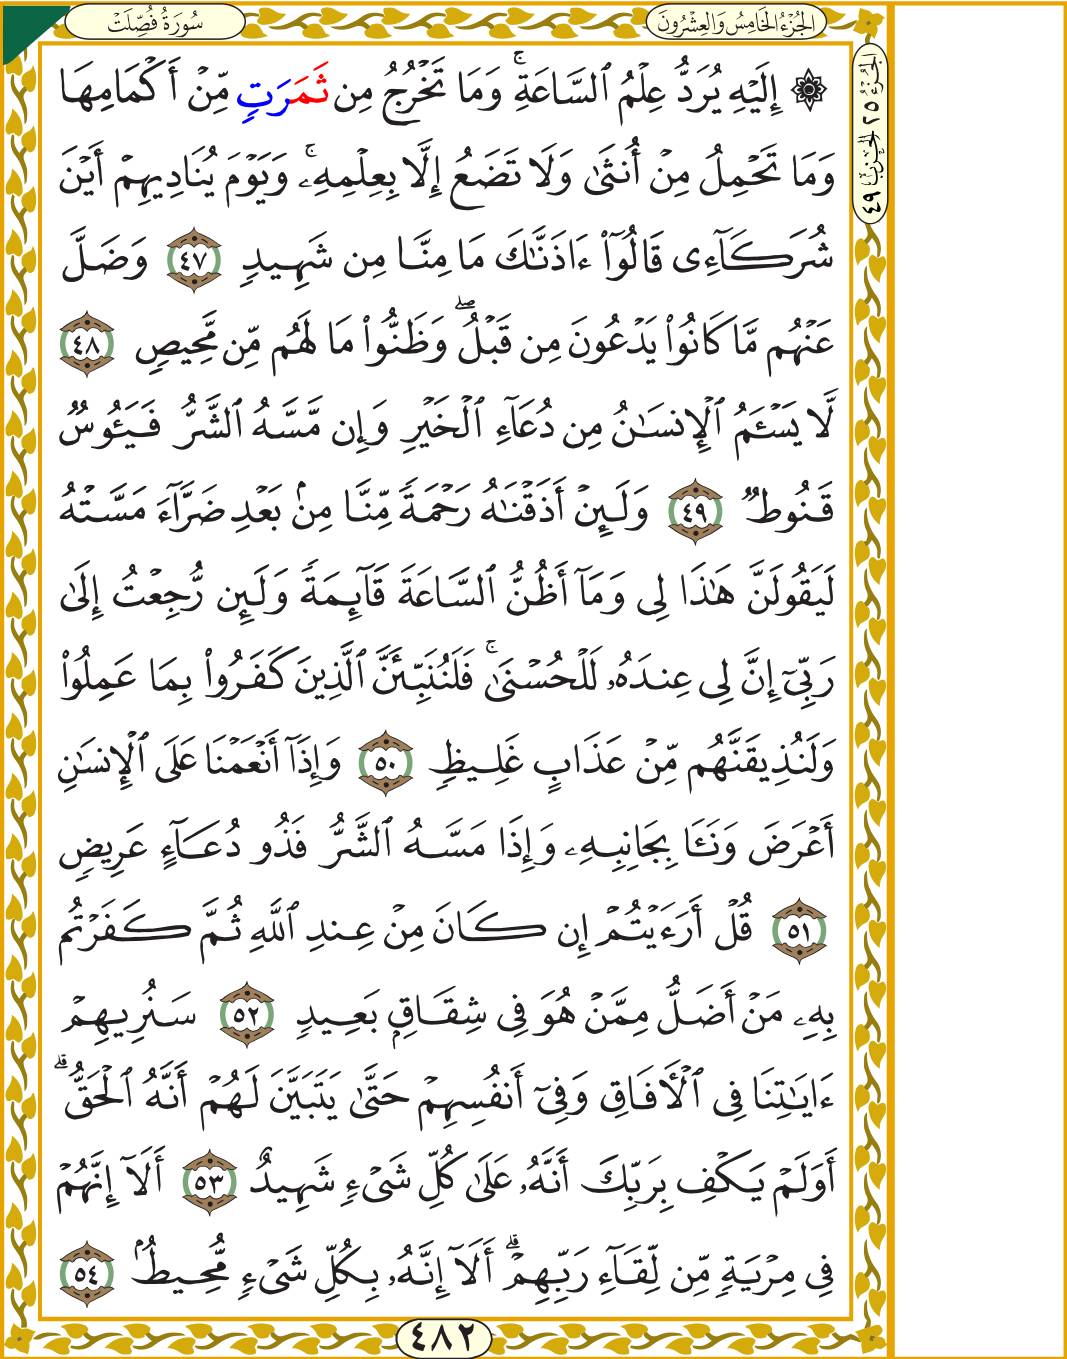 سُورَةُ فُصِّلَتْ
الجُزْءُ الخَامِسُ وَالعِشْرُونَ
الجُزْءُ ٢٥ الحِزْبُ ٤٩
۞ إِلَيْهِ يُرَدُّ عِلْمُ ٱلسَّاعَةِۚ وَمَا تَخْرُجُ مِن ثَمَرَٰتٍ مِّنْ أَكْمَامِهَا
وَمَا تَحْمِلُ مِنْ أُنثَىٰ وَلَا تَضَعُ إِلَّا بِعِلْمِهِۦۚ وَيَوْمَ يُنَادِيهِمْ أَيْنَ
شُرَكَآءِى قَالُوٓا۟ ءَاذَنَّٰكَ مَا مِنَّا مِن شَهِيدٍ ٤٧ وَضَلَّ
عَنْهُم مَّا كَانُوا۟ يَدْعُونَ مِن قَبْلُۖ وَظَنُّوا۟ مَا لَهُم مِّن مَّحِيصٍ ٤٨
لَّا يَسْـَٔمُ ٱلْإِنسَٰنُ مِن دُعَآءِ ٱلْخَيْرِ وَإِن مَّسَّهُ ٱلشَّرُّ فَيَـُٔوسٌ
قَنُوطٌ ٤٩ وَلَئِنْ أَذَقْنَٰهُ رَحْمَةً مِّنَّا مِنۢ بَعْدِ ضَرَّآءَ مَسَّتْهُ
لَيَقُولَنَّ هَٰذَا لِى وَمَآ أَظُنُّ ٱلسَّاعَةَ قَآئِمَةً وَلَئِن رُّجِعْتُ إِلَىٰ
رَبِّىٓ إِنَّ لِى عِندَهُۥ لَلْحُسْنَىٰۚ فَلَنُنَبِّئَنَّ ٱلَّذِينَ كَفَرُوا۟ بِمَا عَمِلُوا۟
وَلَنُذِيقَنَّهُم مِّنْ عَذَابٍ غَلِيظٍ ٥٠ وَإِذَآ أَنْعَمْنَا عَلَى ٱلْإِنسَٰنِ
أَعْرَضَ وَنَـَٔا بِجَانِبِهِۦ وَإِذَا مَسَّهُ ٱلشَّرُّ فَذُو دُعَآءٍ عَرِيضٍ
٥١ قُلْ أَرَءَيْتُمْ إِن كَانَ مِنْ عِندِ ٱللَّهِ ثُمَّ كَفَرْتُم
بِهِۦ مَنْ أَضَلُّ مِمَّنْ هُوَ فِى شِقَاقٍۭ بَعِيدٍ ٥٢ سَنُرِيهِمْ
ءَايَٰتِنَا فِى ٱلْـَٔافَاقِ وَفِىٓ أَنفُسِهِمْ حَتَّىٰ يَتَبَيَّنَ لَهُمْ أَنَّهُ ٱلْحَقُّۗ
أَوَلَمْ يَكْفِ بِرَبِّكَ أَنَّهُۥ عَلَىٰ كُلِّ شَىْءٍ شَهِيدٌ ٥٣ أَلَآ إِنَّهُمْ
فِى مِرْيَةٍ مِّن لِّقَآءِ رَبِّهِمْۗ أَلَآ إِنَّهُۥ بِكُلِّ شَىْءٍ مُّحِيطٌۢ ٥٤
٤٨٢